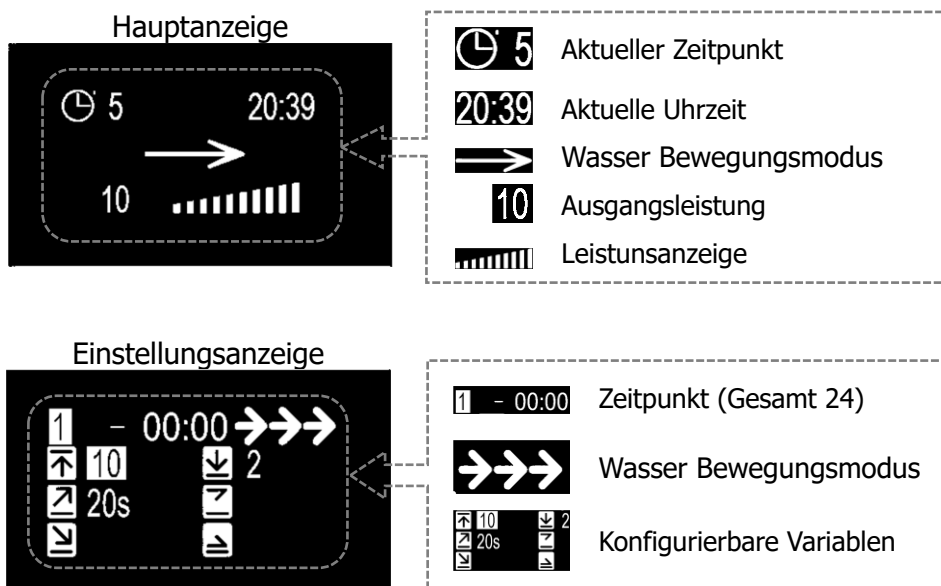 Hauptanzeige
5 20:39
10
5 Aktueller Zeitpunkt
20:39 Aktuelle Uhrzeit
Wasser Bewegungsmodus
10 Ausgangsleistung
Leistunsanzeige
Einstellungsanzeige
1 - 00:00
10 2
20s
1 - 00:00 Zeitpunkt (Gesamt 24)
Wasser Bewegungsmodus
10 2
20s
Konfigurierbare Variablen